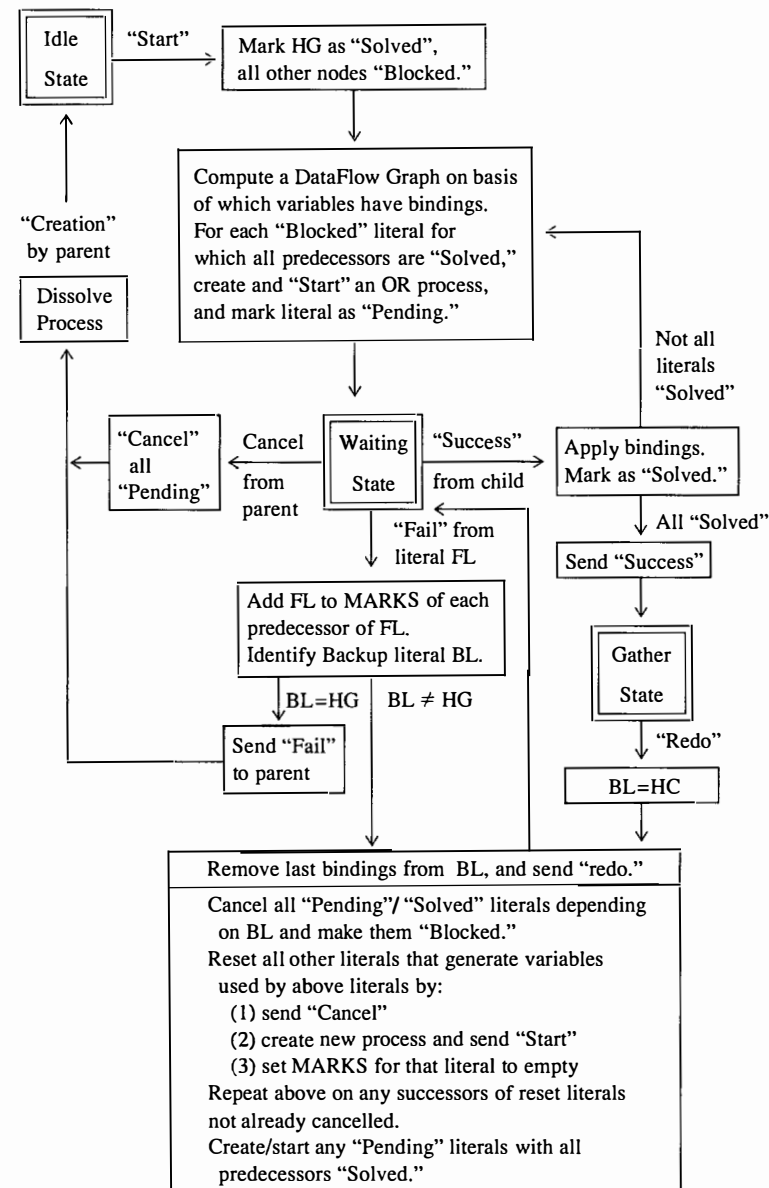 Idle
State
“Start”
Mark HG as “Solved”,
all other nodes “Blocked.”
Compute a DataFlow Graph on basis
of which variables have bindings.
For each “Blocked” literal for
which all predecessors are “Solved,”
create and “Start” an OR process,
and mark literal as “Pending.”
“Creation”
by parent
Dissolve
Process
Not all
literals
“Solved”
“Cancel”
all
“Pending”
Cancel
from
parent
Waiting
State
“Success”
from child
Apply bindings.
Mark as “Solved.”
“Fail” from
literal FL
All “Solved”
Send “Success”
Add FL to MARKS of each
predecessor of FL.
Identify Backup literal BL.
Gather
State
BL=HG
BL ≠ HG
“Redo”
Send “Fail”
to parent
BL=HC
Remove last bindings from BL, and send “redo.”
Cancel all “Pending”/“Solved” literals depending
on BL and make them “Blocked.”
Reset all other literals that generate variables
used by above literals by:
(1) send “Cancel”
(2) create new process and send “Start”
(3) set MARKS for that literal to empty
Repeat above on any successors of reset literals
not already cancelled.
Create/start any “Pending” literals with all
predecessors “Solved.”